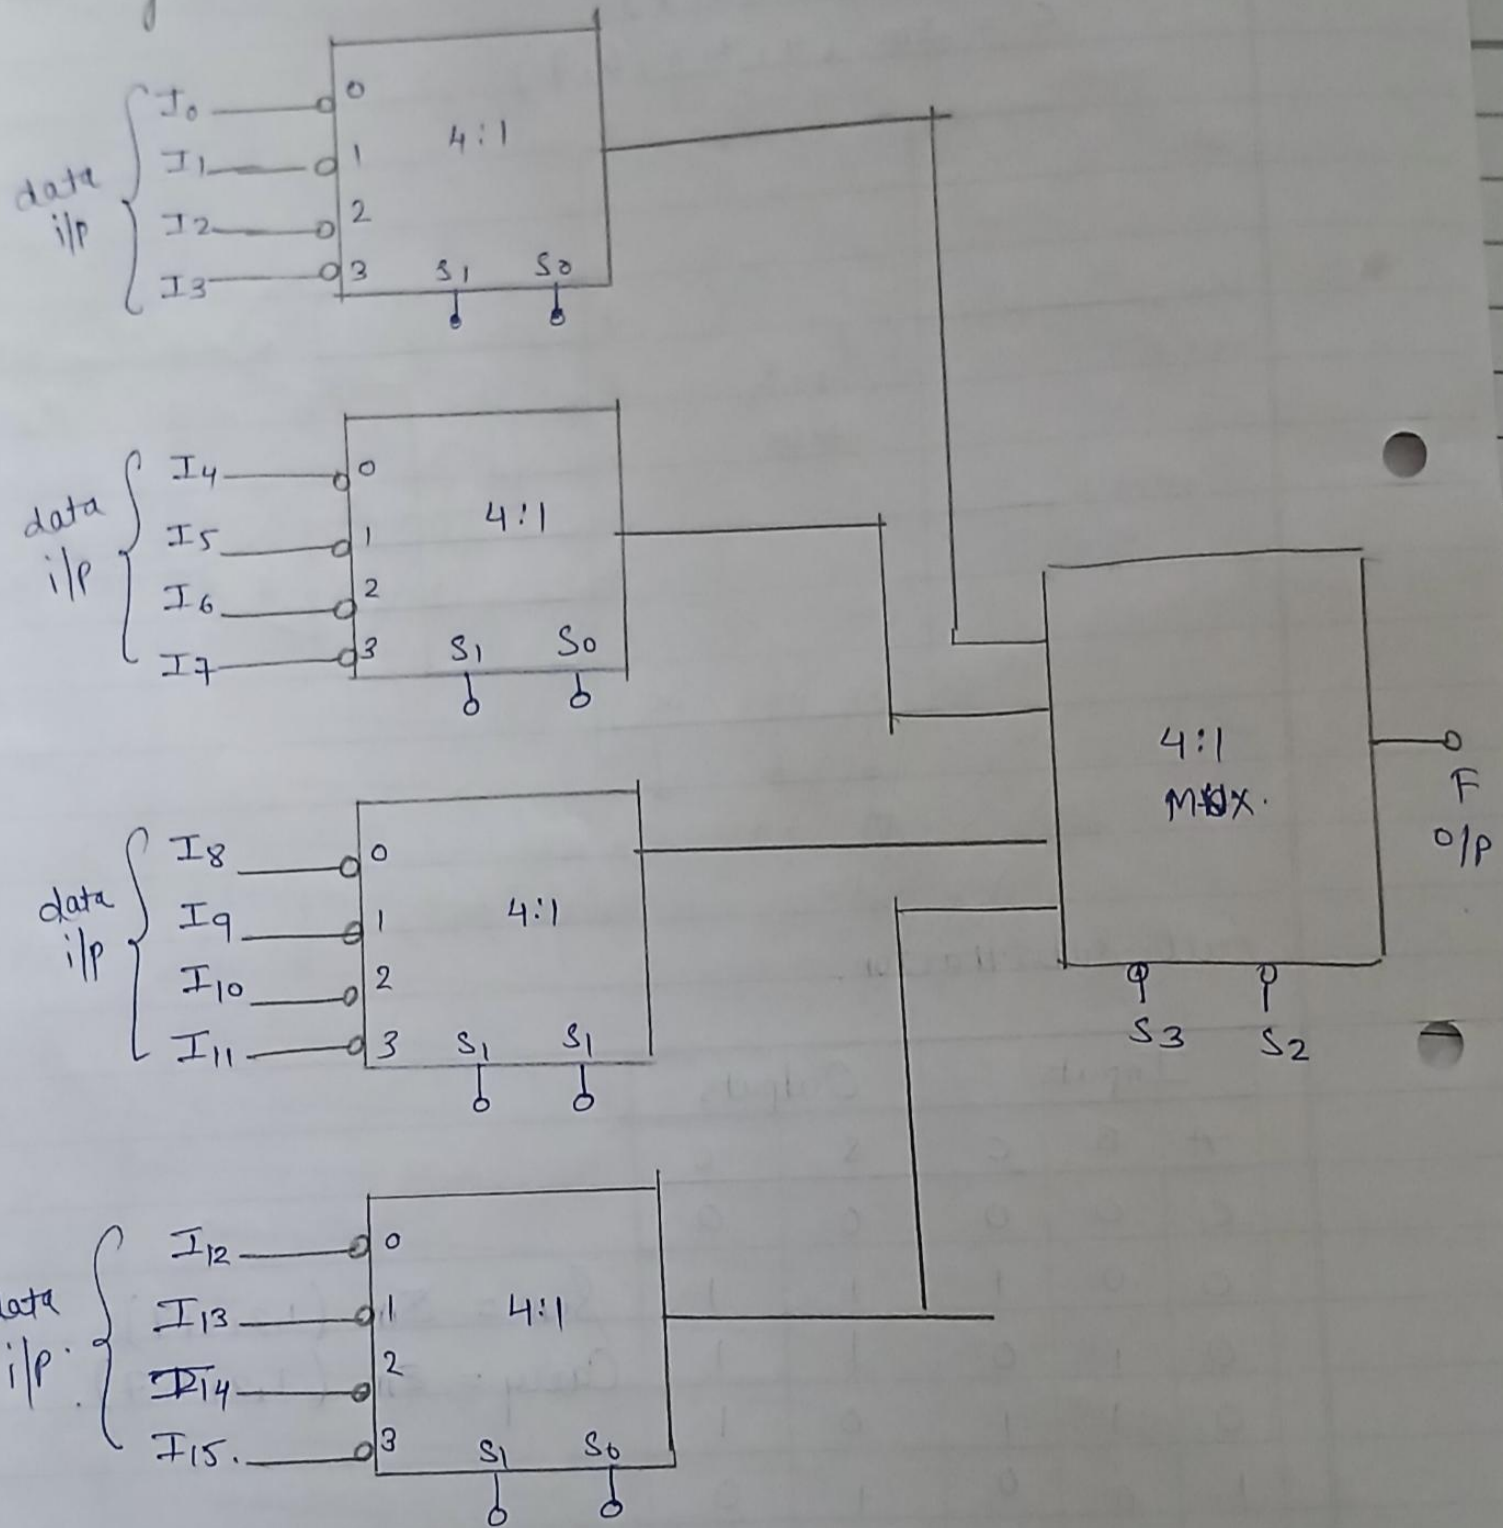 data
i/p
I0
I1
I2
I3
0
1
2
3
4:1
S1 S0
data
i/p
I4
I5
I6
I7
0
1
2
3
4:1
S1 S0
data
i/p
I8
I9
I10
I11
0
1
2
3
4:1
S1 S1
ata
i/p.
I12
I13
I14
I15.
0
1
2
3
4:1
S1 S0
4:1
MUX.
S3 S2
F
o/p